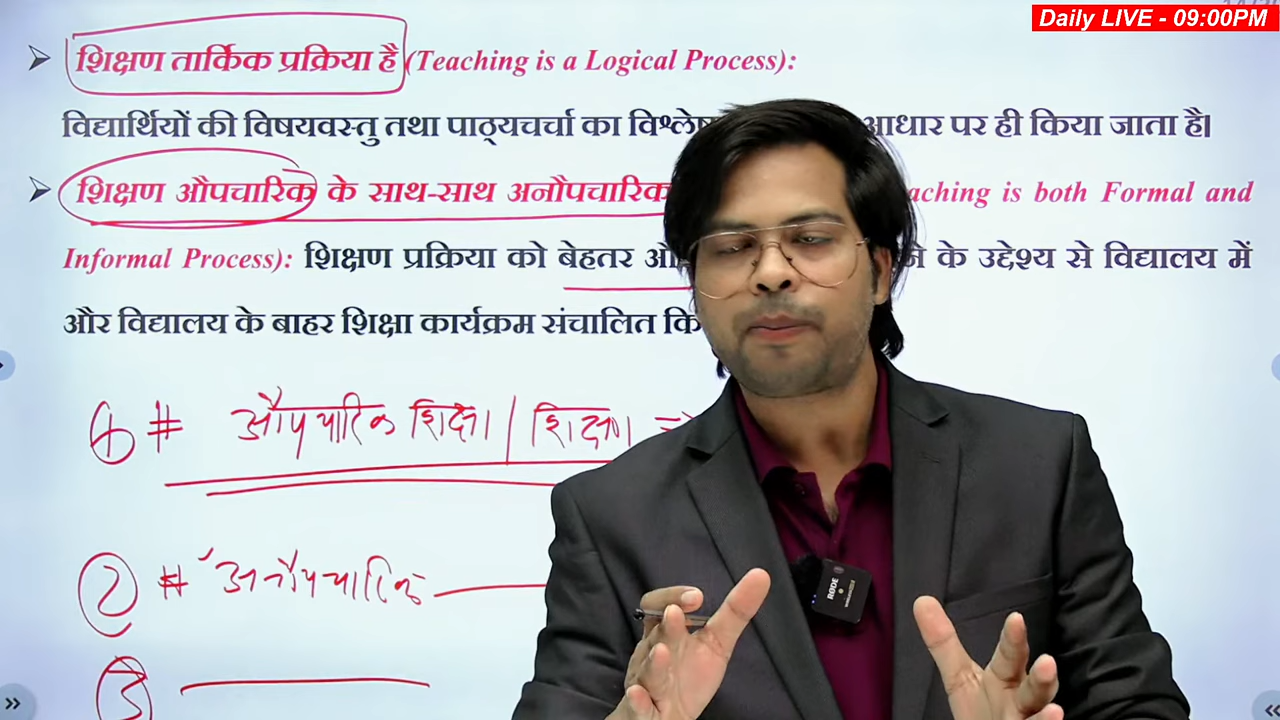 Daily LIVE - 09:00PM
➢ शिक्षण तार्किक प्रक्रिया है (Teaching is a Logical Process):
विद्यार्थियों की विषयवस्तु तथा पाठ्यचर्चा का आधार पर ही किया जाता है।
➢ शिक्षण औपचारिक के साथ-साथ अनौपचारिक is both Formal and
Informal Process): शिक्षण प्रक्रिया को बेहतर के उद्देश्य से विद्यालय में
और विद्यालय के बाहर शिक्षा कार्यक्रम संचालित
# औपचारिक शिक्षा | शिक्षण
② # अनौपचारिक
③
RØDE